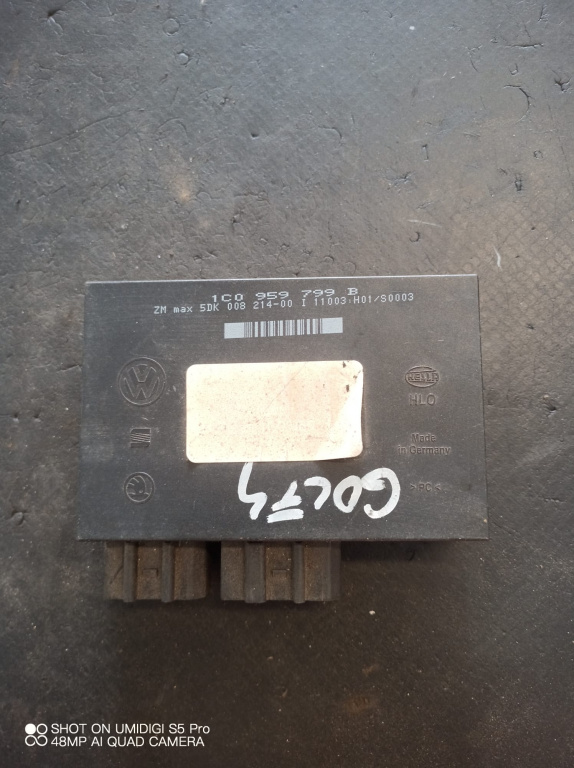 1C0 959 799 B
ZM max 5DK 008 214-00 I 11003 H01/S0003
HELLA
HLO
Made
in Germany
>PC<
GOLF4
SHOT ON UMIDIGI S5 Pro
48MP AI QUAD CAMERA